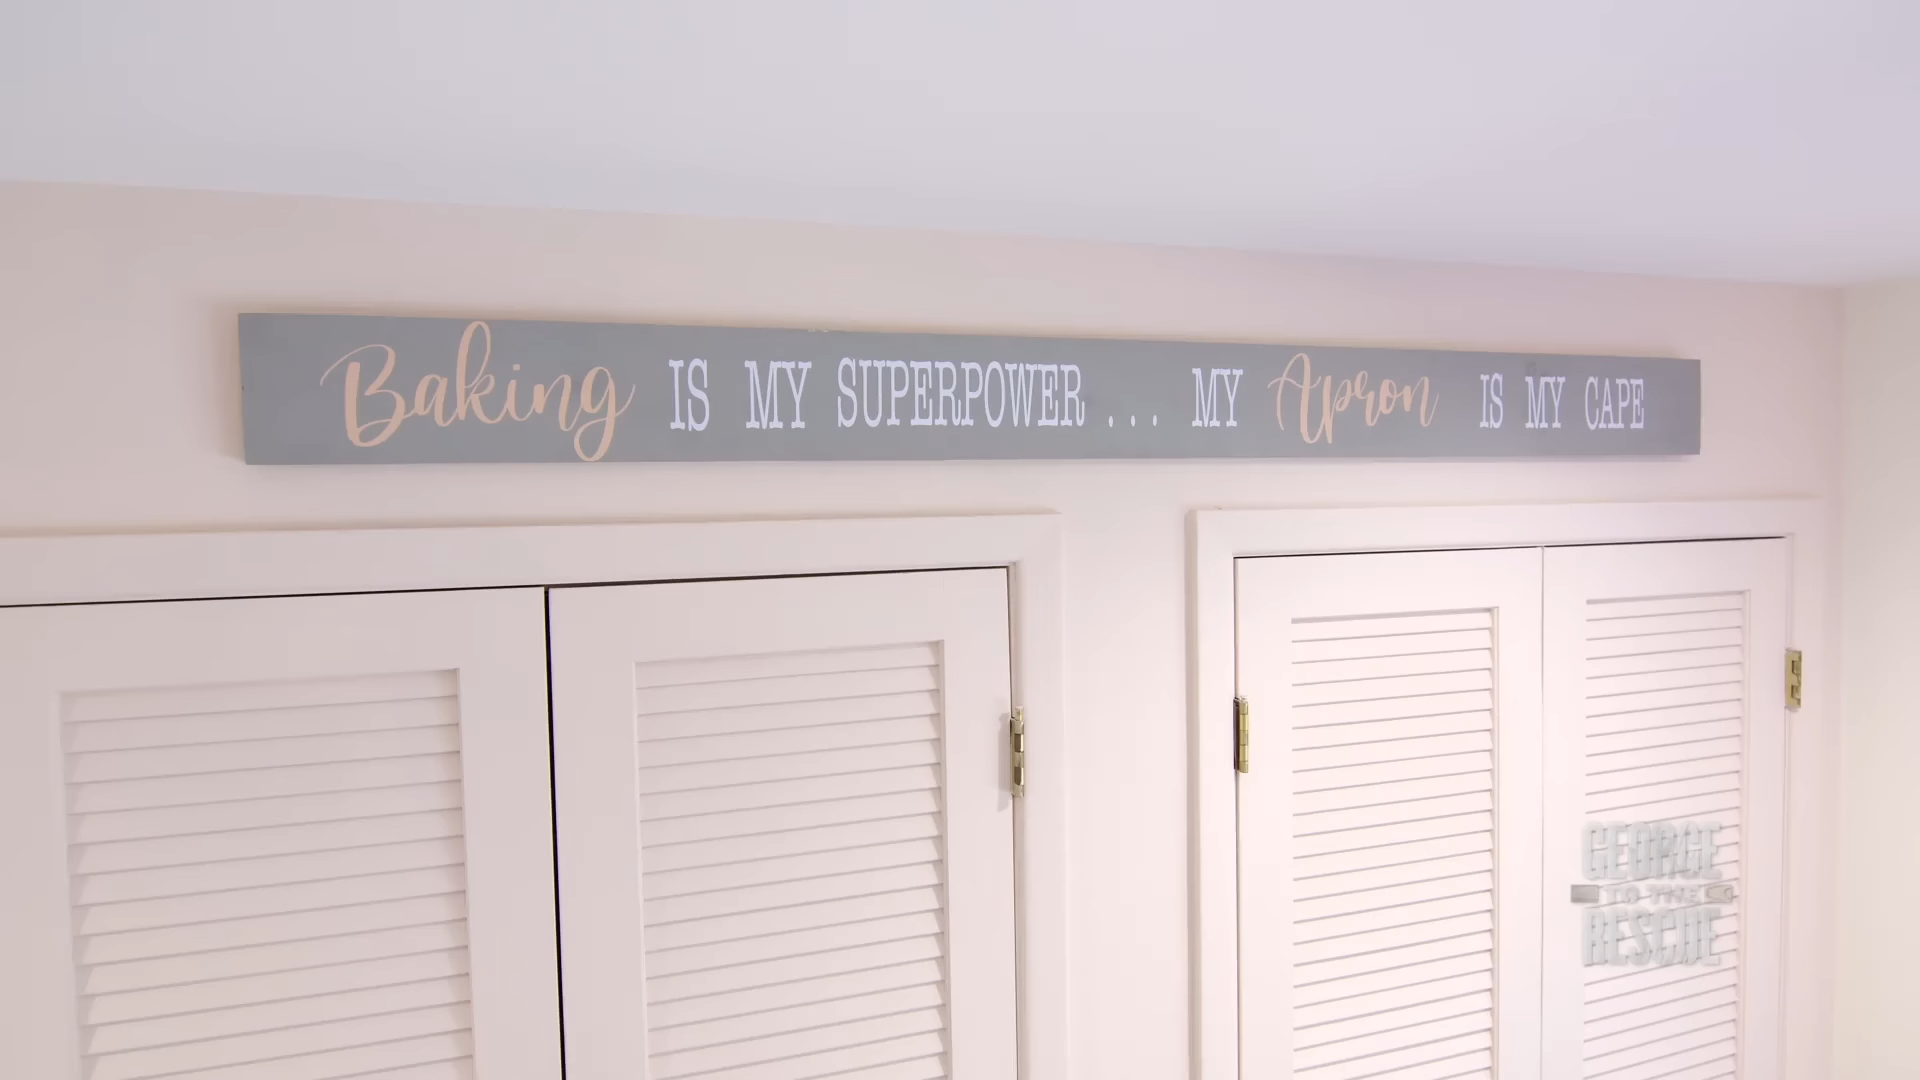 Baking IS MY SUPERPOWER... MY Apron IS MY CAPE
GEORGE
TO THE
RESCUE